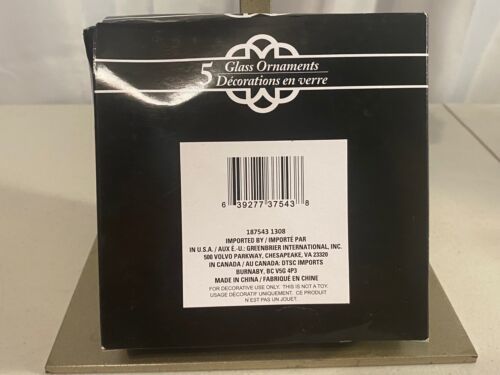 5 Glass Ornaments
Décorations en verre
6 39277 37543 8
187543 1308
IMPORTED BY / IMPORTÉ PAR
IN U.S.A. / AUX É.-U.: GREENBRIER INTERNATIONAL, INC.
500 VOLVO PARKWAY, CHESAPEAKE, VA 23320
IN CANADA / AU CANADA: DTSC IMPORTS
BURNABY, BC V5G 4P3
MADE IN CHINA / FABRIQUÉ EN CHINE
FOR DECORATIVE USE ONLY. THIS IS NOT A TOY.
USAGE DÉCORATIF UNIQUEMENT. CE PRODUIT
N'EST PAS UN JOUET.